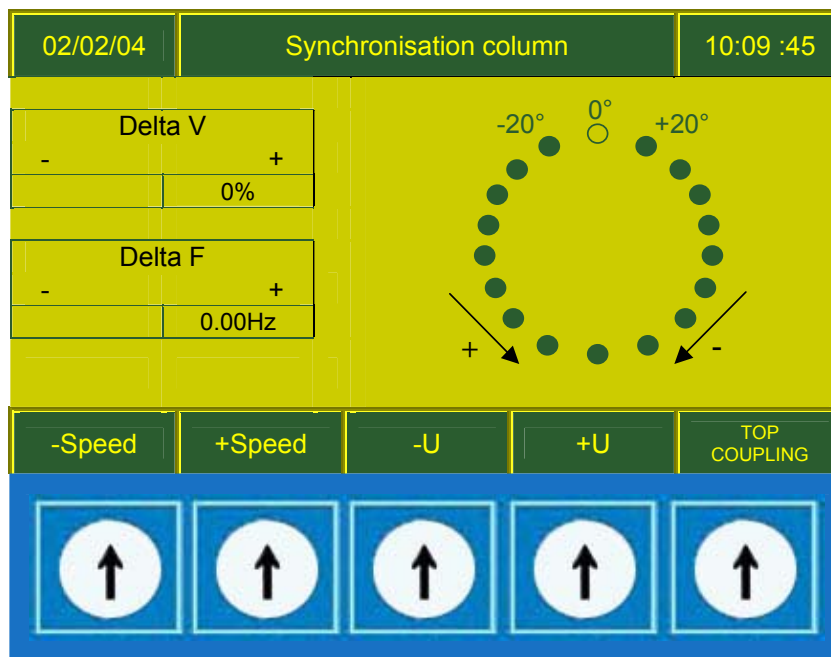 02/02/04 Synchronisation column 10:09 :45
Delta V
- +
0%
Delta F
- +
0.00Hz
0°
-20° +20°
+ -
-Speed +Speed -U +U TOP COUPLING